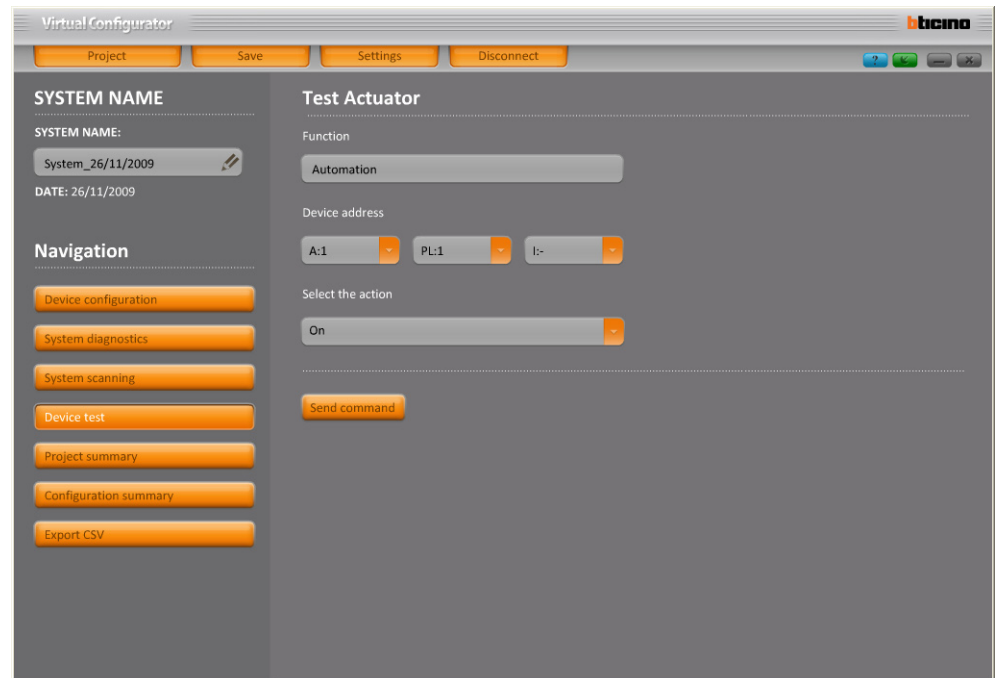 Virtual Configurator
bticino
Project
Save
Settings
Disconnect
?
SYSTEM NAME
SYSTEM NAME:
System_26/11/2009
DATE: 26/11/2009
Navigation
Device configuration
System diagnostics
System scanning
Device test
Project summary
Configuration summary
Export CSV
Test Actuator
Function
Automation
Device address
A:1 PL:1 I:-
Select the action
On
Send command